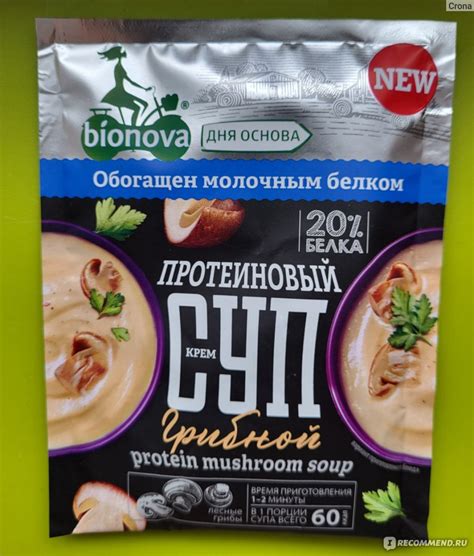 Crona
NEW
bionova®
ДНЯ ОСНОВА
Обогащен молочным белком
20%
БЕЛКА
ПРОТЕИНОВЫЙ
КРЕМ
СУП
грибной
protein mushroom soup
лесные
грибы
ВРЕМЯ ПРИГОТОВЛЕНИЯ
1-2 МИНУТЫ
В 1 ПОРЦИИ
СУПА ВСЕГО 60 ккал
IRECOMMEND.RU